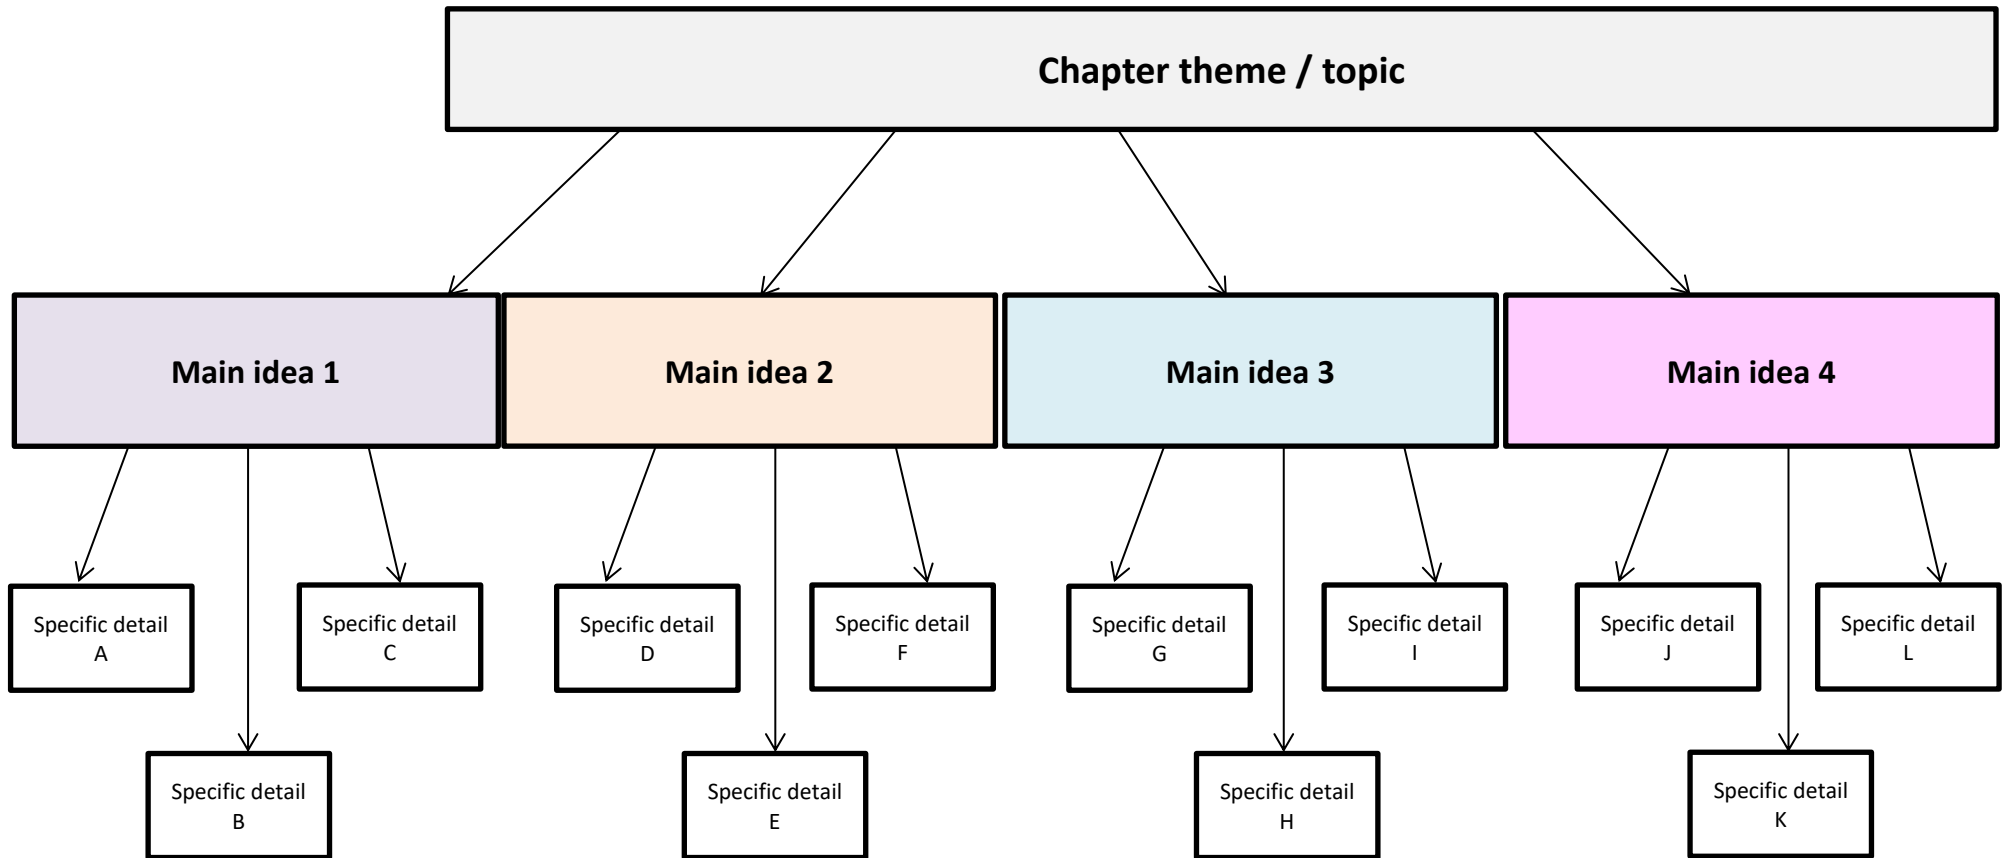 Chapter theme / topic
Main idea 1
Main idea 2
Main idea 3
Main idea 4
Specific detail
A
Specific detail
C
Specific detail
D
Specific detail
F
Specific detail
G
Specific detail
I
Specific detail
J
Specific detail
L
Specific detail
B
Specific detail
E
Specific detail
H
Specific detail
K